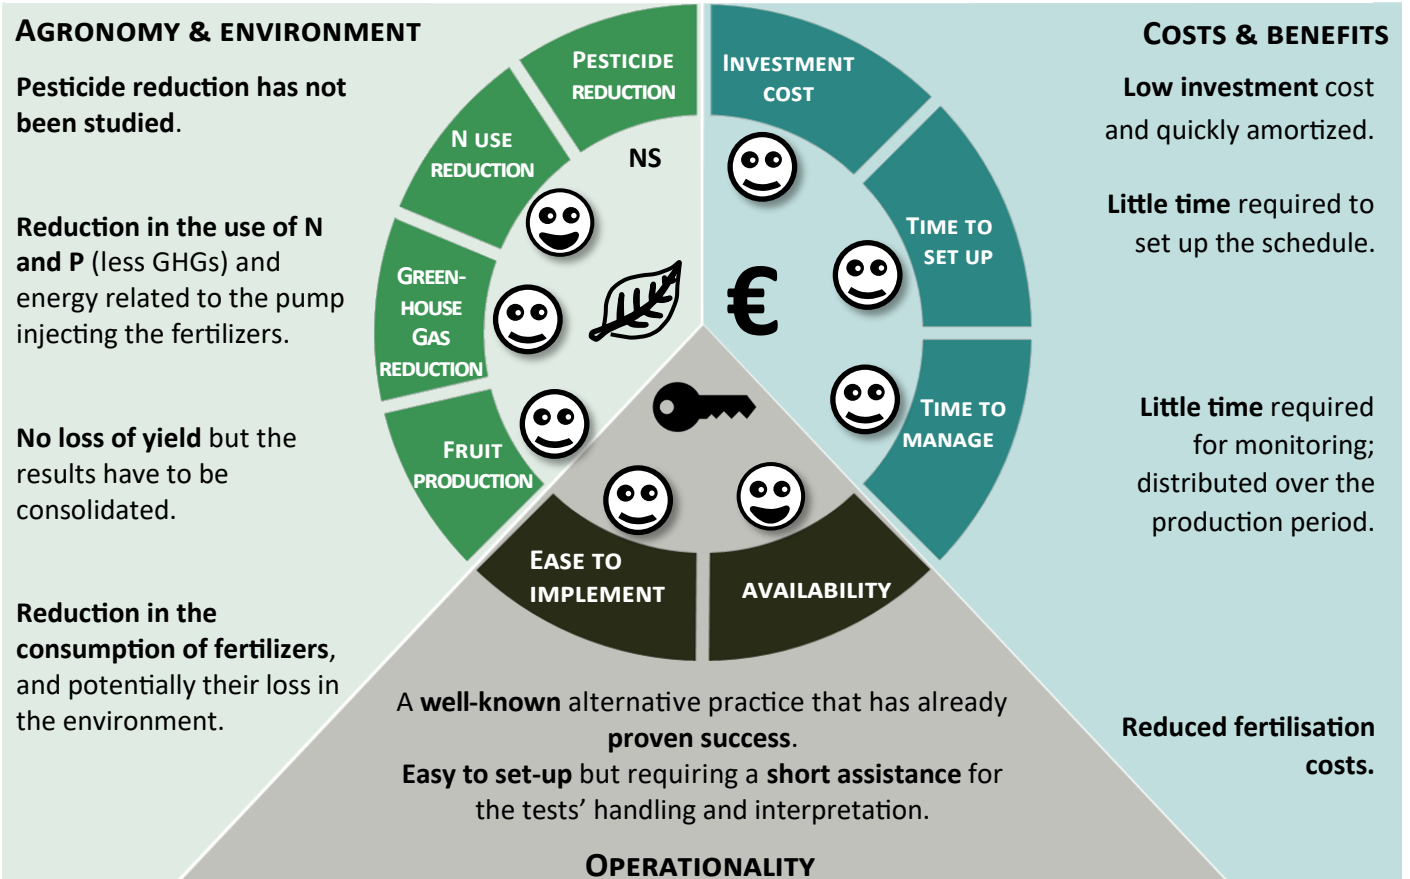 AGRONOMY & ENVIRONMENT
Pesticide reduction has not
been studied.
Reduction in the use of N
and P (less GHGs) and
energy related to the pump
injecting the fertilizers.
No loss of yield but the
results have to be
consolidated.
Reduction in the
consumption of fertilizers,
and potentially their loss in
the environment.
PESTICIDE
REDUCTION
NS
N USE
REDUCTION
GREEN-
HOUSE
GAS
REDUCTION
FRUIT
PRODUCTION
INVESTMENT
COST
TIME TO
SET UP
€
TIME TO
MANAGE
EASE TO
IMPLEMENT
AVAILABILITY
COSTS & BENEFITS
Low investment cost
and quickly amortized.
Little time required to
set up the schedule.
Little time required
for monitoring;
distributed over the
production period.
Reduced fertilisation
costs.
A well-known alternative practice that has already
proven success.
Easy to set-up but requiring a short assistance for
the tests’ handling and interpretation.
OPERATIONALITY